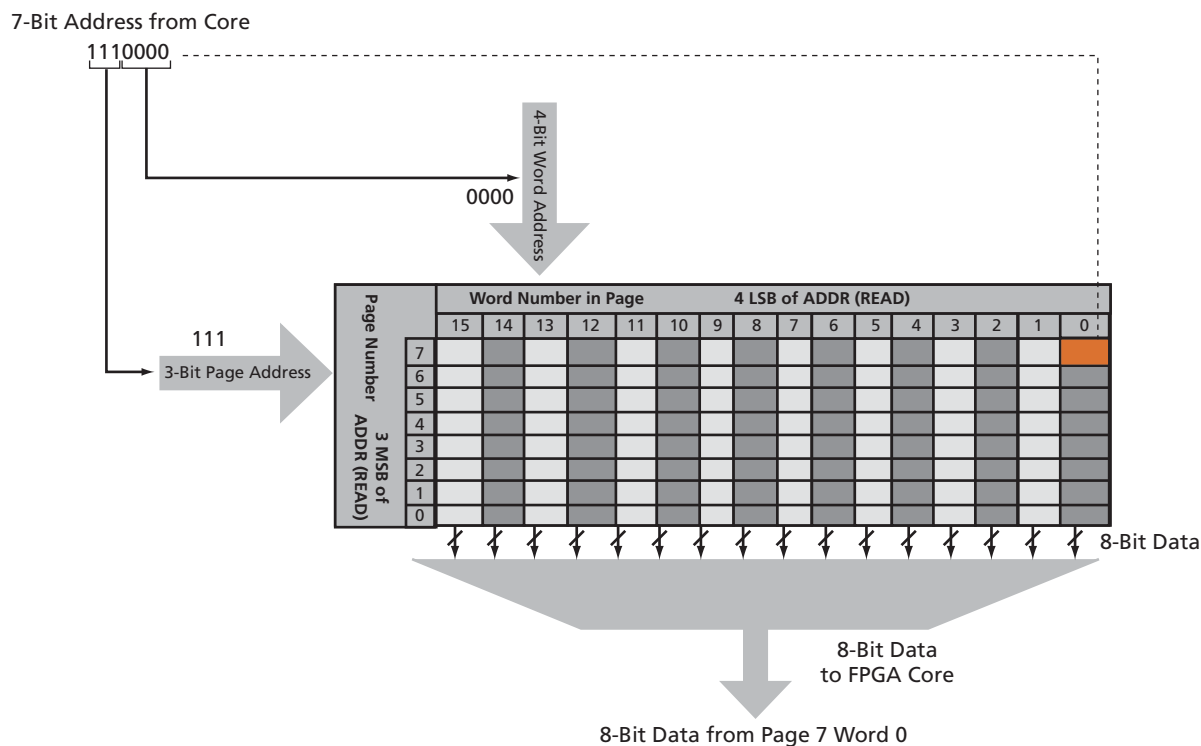 7-Bit Address from Core
1110000
4-Bit Word Address
0000
Word Number in Page 4 LSB of ADDR (READ)
Page Number
3 MSB of
ADDR (READ)
15 14 13 12 11 10 9 8 7 6 5 4 3 2 1 0
111
3-Bit Page Address
7
6
5
4
3
2
1
0
8-Bit Data
8-Bit Data
to FPGA Core
8-Bit Data from Page 7 Word 0